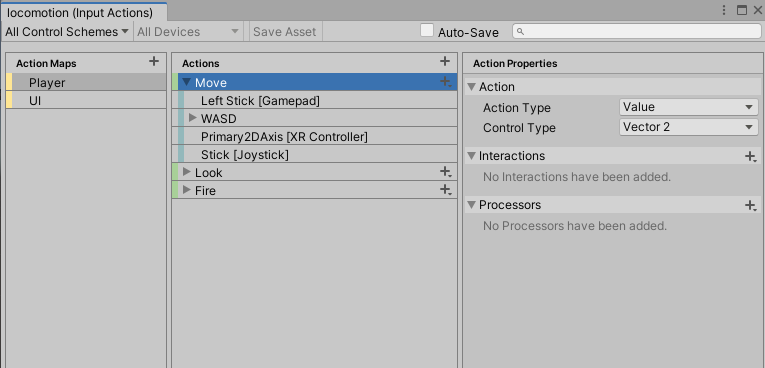 locomotion (Input Actions)
All Control Schemes All Devices Save Asset Auto-Save
Action Maps
Player
UI
Actions
Move
Left Stick [Gamepad]
WASD
Primary2DAxis [XR Controller]
Stick [Joystick]
Look
Fire
Action Properties
Action
Action Type Value
Control Type Vector 2
Interactions
No Interactions have been added.
Processors
No Processors have been added.